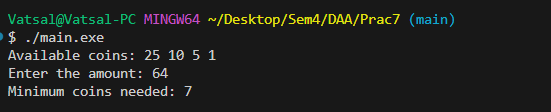 Vatsal@Vatsal-PC MINGW64 ~/Desktop/Sem4/DAA/Prac7 (main)
$ ./main.exe
Available coins: 25 10 5 1
Enter the amount: 64
Minimum coins needed: 7